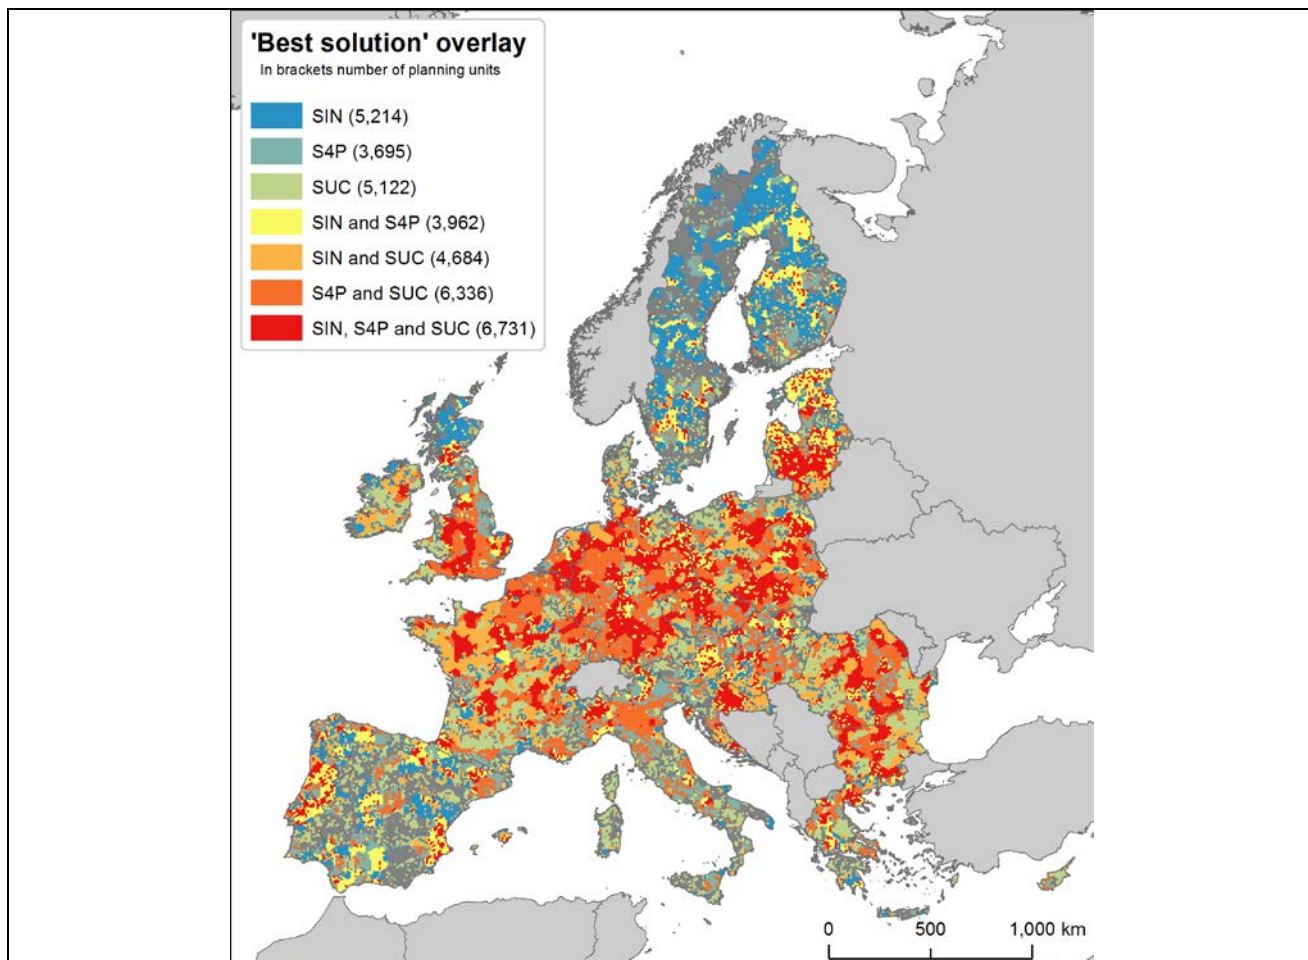 'Best solution' overlay
In brackets number of planning units
SIN (5,214)
S4P (3,695)
SUC (5,122)
SIN and S4P (3,962)
SIN and SUC (4,684)
S4P and SUC (6,336)
SIN, S4P and SUC (6,731)
0 500 1,000 km